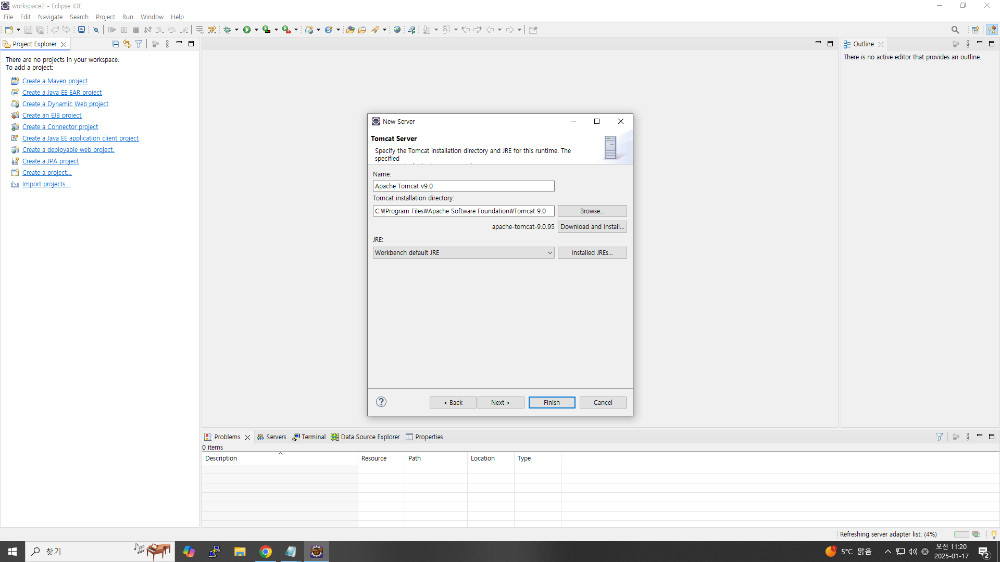 workspace2 - Eclipse IDE
File Edit Navigate Search Project Run Window Help
Project Explorer
There are no projects in your workspace.
To add a project:
Create a Maven project
Create a Java EE EAR project
Create a Dynamic Web project
Create an EJB project
Create a Connector project
Create a Java EE application client project
Create a deployable web project.
Create a JPA project
Create a project...
Import projects...
Outline
There is no active editor that provides an outline.
New Server
Tomcat Server
Specify the Tomcat installation directory and JRE for this runtime. The
specified
Name:
Apache Tomcat v9.0
Tomcat installation directory:
C:₩Program Files₩Apache Software Foundation₩Tomcat 9.0
Browse...
apache-tomcat-9.0.95
Download and Install...
JRE:
Workbench default JRE
Installed JREs...
?
< Back
Next >
Finish
Cancel
Problems
Servers
Terminal
Data Source Explorer
Properties
0 items
Description Resource Path Location Type
Refreshing server adapter list: (4%)
찾기
Java EE
IDE
1
5°C 맑음
오전 11:20
2025-01-17
2